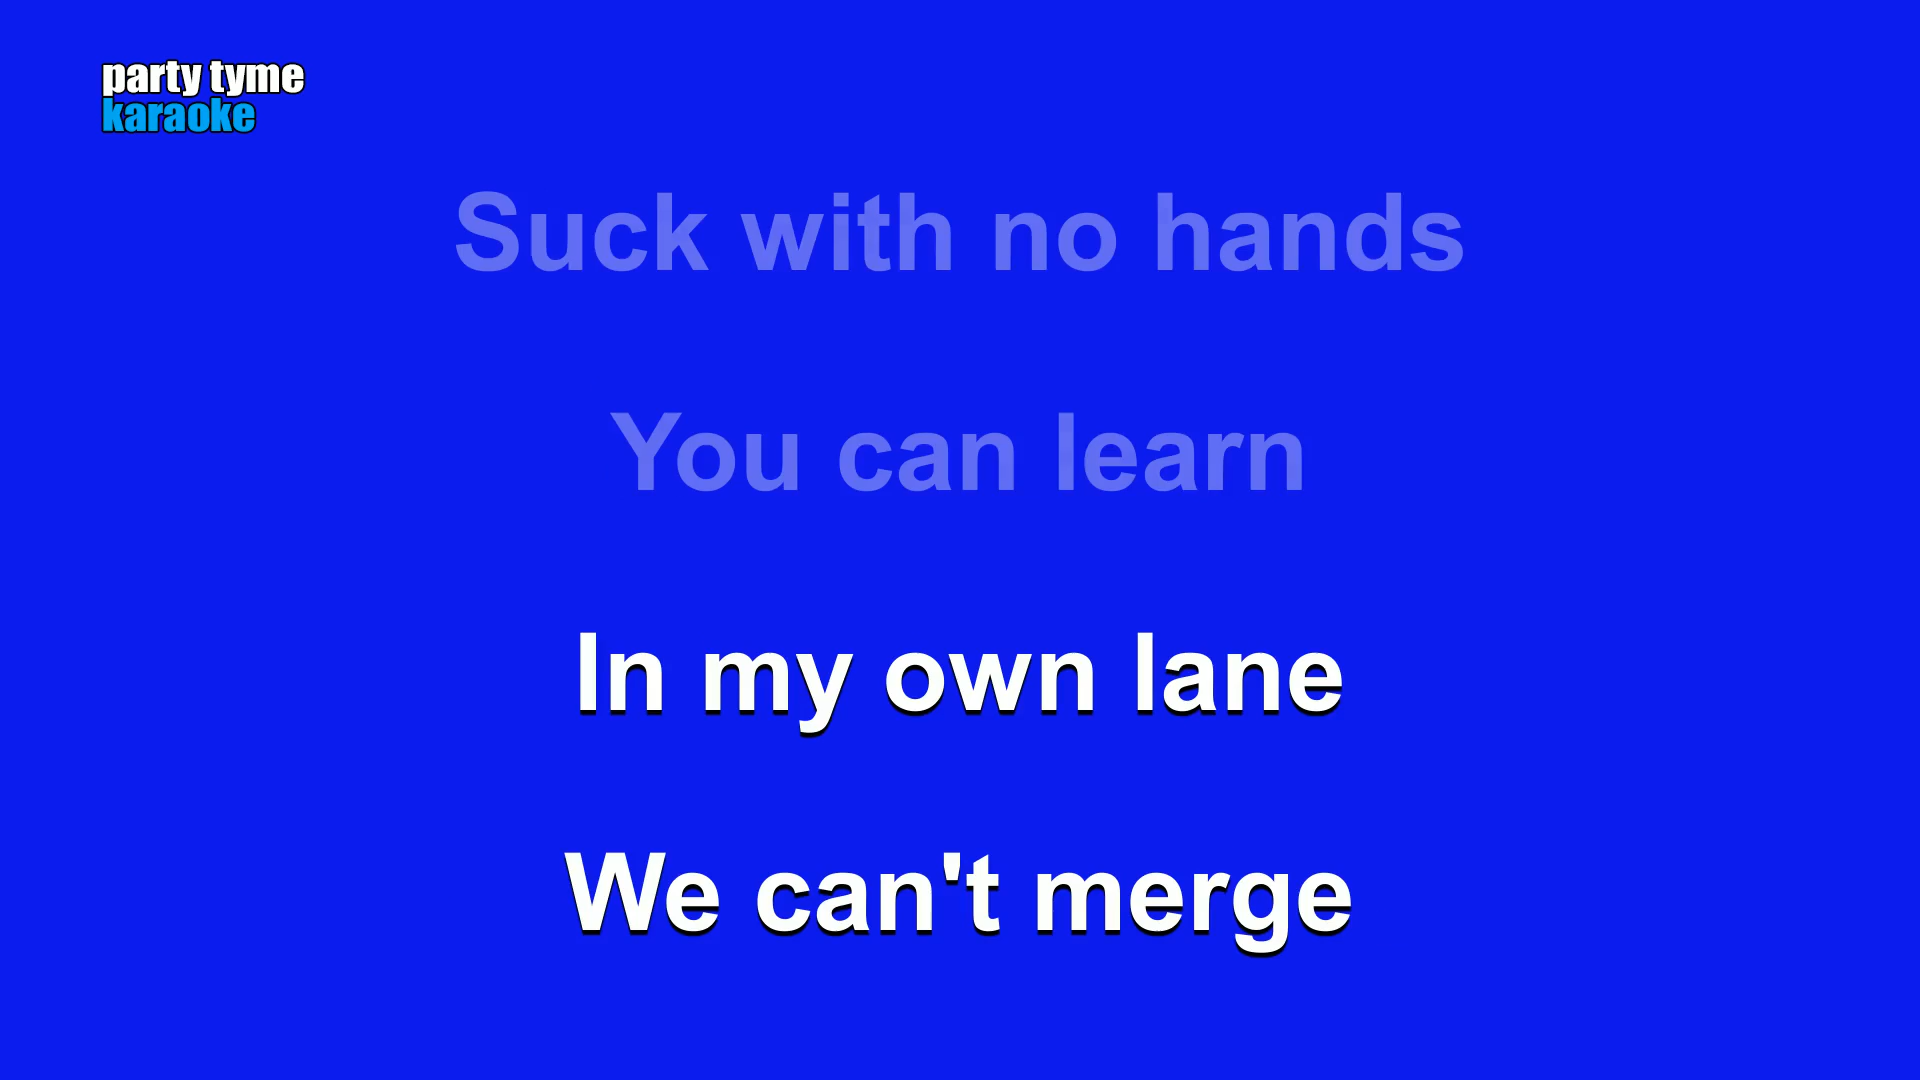 party tyme
karaoke
Suck with no hands
You can learn
In my own lane
We can't merge